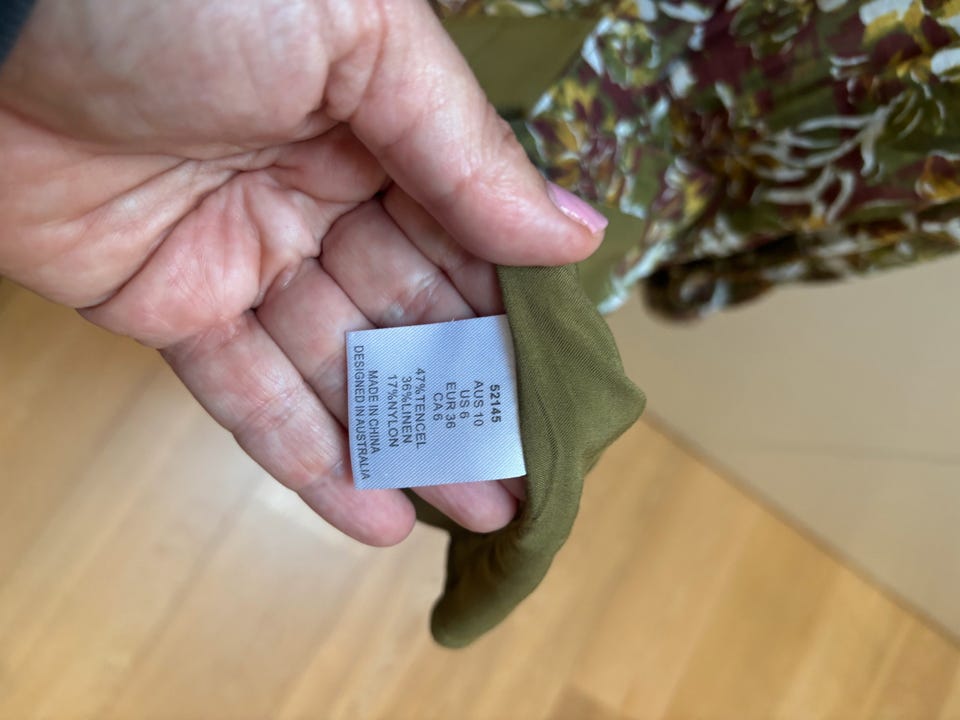 52145
AUS 10
US 6
EUR 36
CA 6
47%TENCEL
36%LINEN
17%NYLON
MADE IN CHINA
DESIGNED IN AUSTRALIA